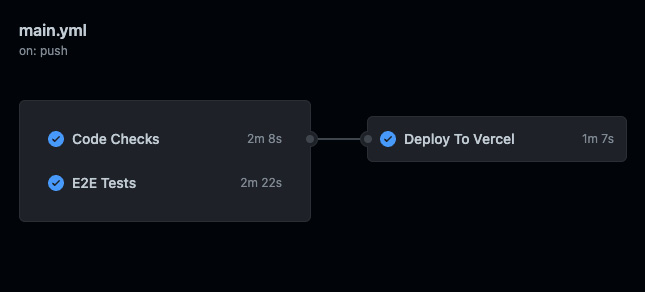 main.yml
on: push
Code Checks 2m 8s
E2E Tests 2m 22s
Deploy To Vercel 1m 7s